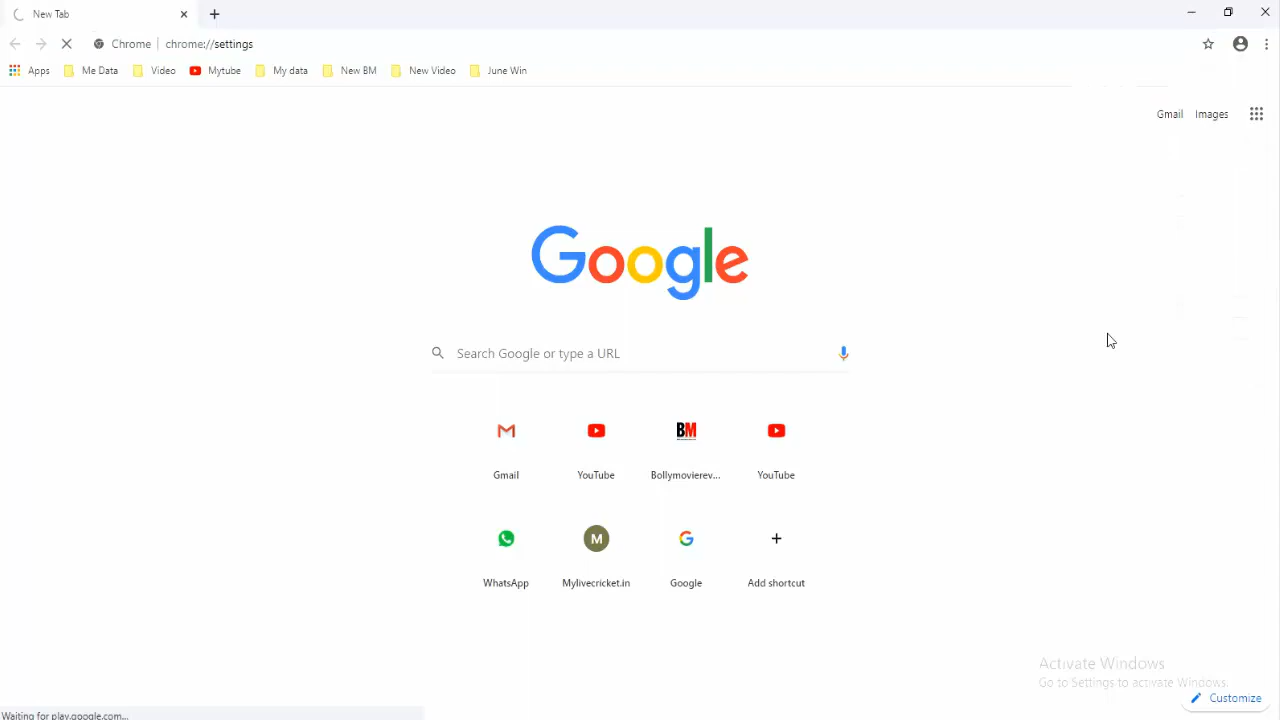 New Tab
Chrome | chrome://settings
Apps Me Data Video Mytube My data New BM New Video June Win
Gmail Images
Google
Search Google or type a URL
BM
Gmail YouTube Bollymovierev... YouTube
M
WhatsApp Mylivecricket.in Google Add shortcut
Activate Windows
Go to Settings to activate Windows.
Customize
Waiting for play.google.com...